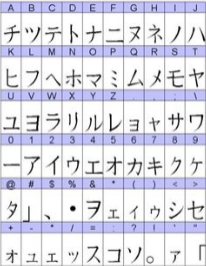 A B C D E F G H I J
チ ツ テ ト ナ ニ ヌ ネ ノ ハ
K L M N O P Q R S T
ヒ フ ヘ ホ マ ミ ム メ モ ヤ
U V W X Y Z \
ユ ヨ ラ リ ル レ ョ ャ サ ワ
0 1 2 3 4 5 6 7 8 9
ー ア イ ウ エ オ カ キ ク ケ
@ # $ % & * ( ) < >
タ 」 、 ・ ヲ ェ ィ ゥ シ セ
+ - * / = : ? ! ' "
ォ ュ ェ ッ ス コ ソ 。 ァ 「